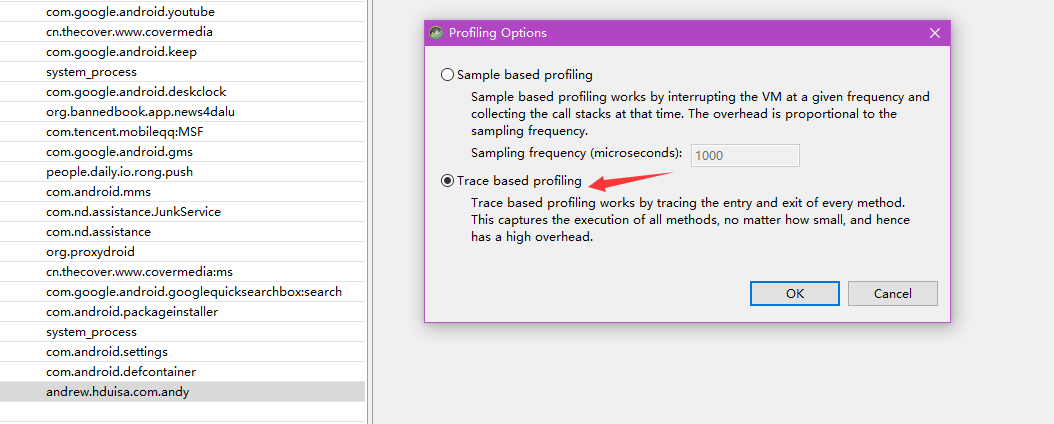 com.google.android.youtube
cn.thecover.www.covermedia
com.google.android.keep
system_process
com.google.android.deskclock
org.bannedbook.app.news4dalu
com.tencent.mobileqq:MSF
com.google.android.gms
people.daily.io.rong.push
com.android.mms
com.nd.assistance.JunkService
com.nd.assistance
org.proxydroid
cn.thecover.www.covermedia:ms
com.google.android.googlequicksearchbox:search
com.android.packageinstaller
system_process
com.android.settings
com.android.defcontainer
andrew.hduisa.com.andy
Profiling Options
Sample based profiling
Sample based profiling works by interrupting the VM at a given frequency and
collecting the call stacks at that time. The overhead is proportional to the
sampling frequency.
Sampling frequency (microseconds): 1000
Trace based profiling
Trace based profiling works by tracing the entry and exit of every method.
This captures the execution of all methods, no matter how small, and hence
has a high overhead.
OK Cancel